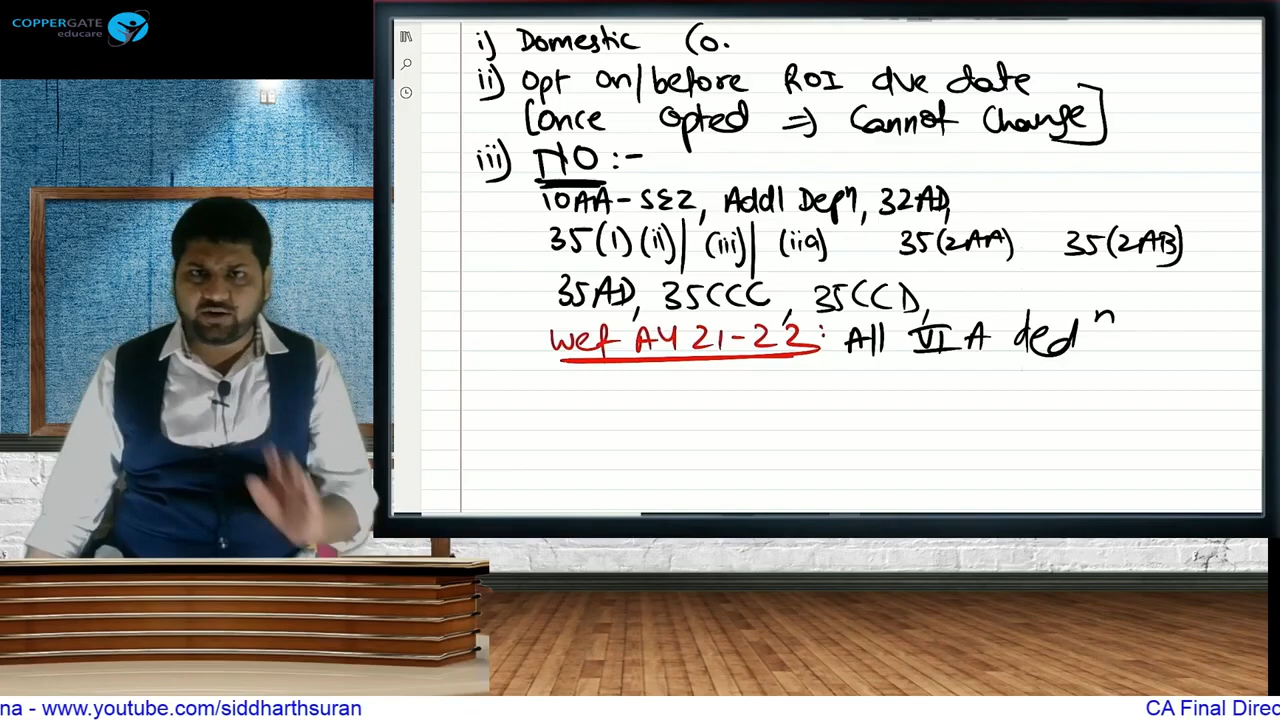 COPPERGATE
educare
i) Domestic Co.
ii) Opt on/before ROI due date
[once opted ⇒ Cannot Change]
iii) NO :-
10AA - SEZ, Addl Depn, 32AD,
35(1)(ii)| (iii)| (iia) 35(2AA) 35(2AB)
35AD, 35CCC, 35CCD,
wef AY 21-22: All VIA dedn
na - www.youtube.com/siddharthsuran
CA Final Direc